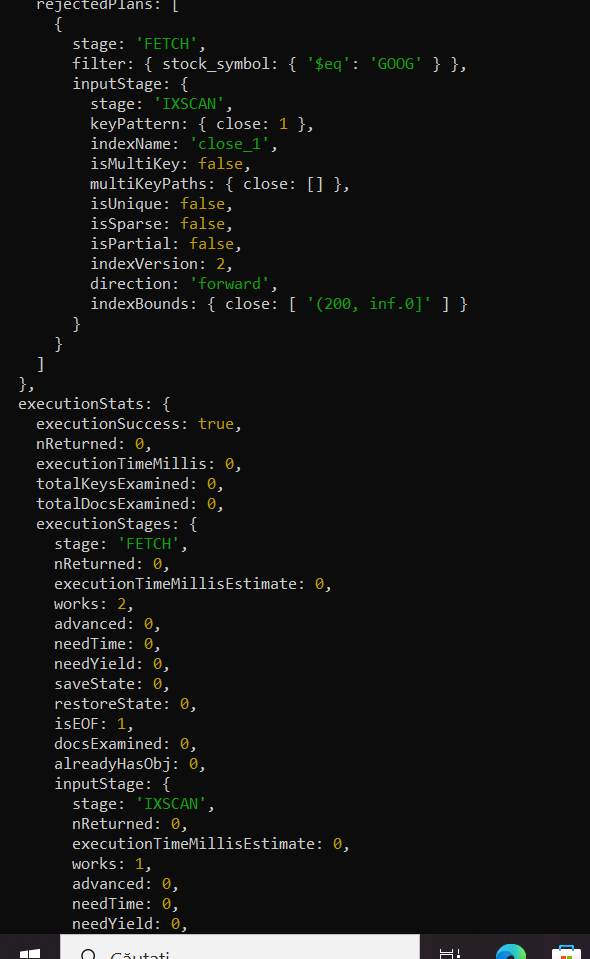 rejectedPlans: [
{
stage: 'FETCH',
filter: { stock_symbol: { '$eq': 'GOOG' } },
inputStage: {
stage: 'IXSCAN',
keyPattern: { close: 1 },
indexName: 'close_1',
isMultiKey: false,
multiKeyPaths: { close: [] },
isUnique: false,
isSparse: false,
isPartial: false,
indexVersion: 2,
direction: 'forward',
indexBounds: { close: [ '(200, inf.0]' ] }
}
}
]
},
executionStats: {
executionSuccess: true,
nReturned: 0,
executionTimeMillis: 0,
totalKeysExamined: 0,
totalDocsExamined: 0,
executionStages: {
stage: 'FETCH',
nReturned: 0,
executionTimeMillisEstimate: 0,
works: 2,
advanced: 0,
needTime: 0,
needYield: 0,
saveState: 0,
restoreState: 0,
isEOF: 1,
docsExamined: 0,
alreadyHasObj: 0,
inputStage: {
stage: 'IXSCAN',
nReturned: 0,
executionTimeMillisEstimate: 0,
works: 1,
advanced: 0,
needTime: 0,
needYield: 0,
Căutați